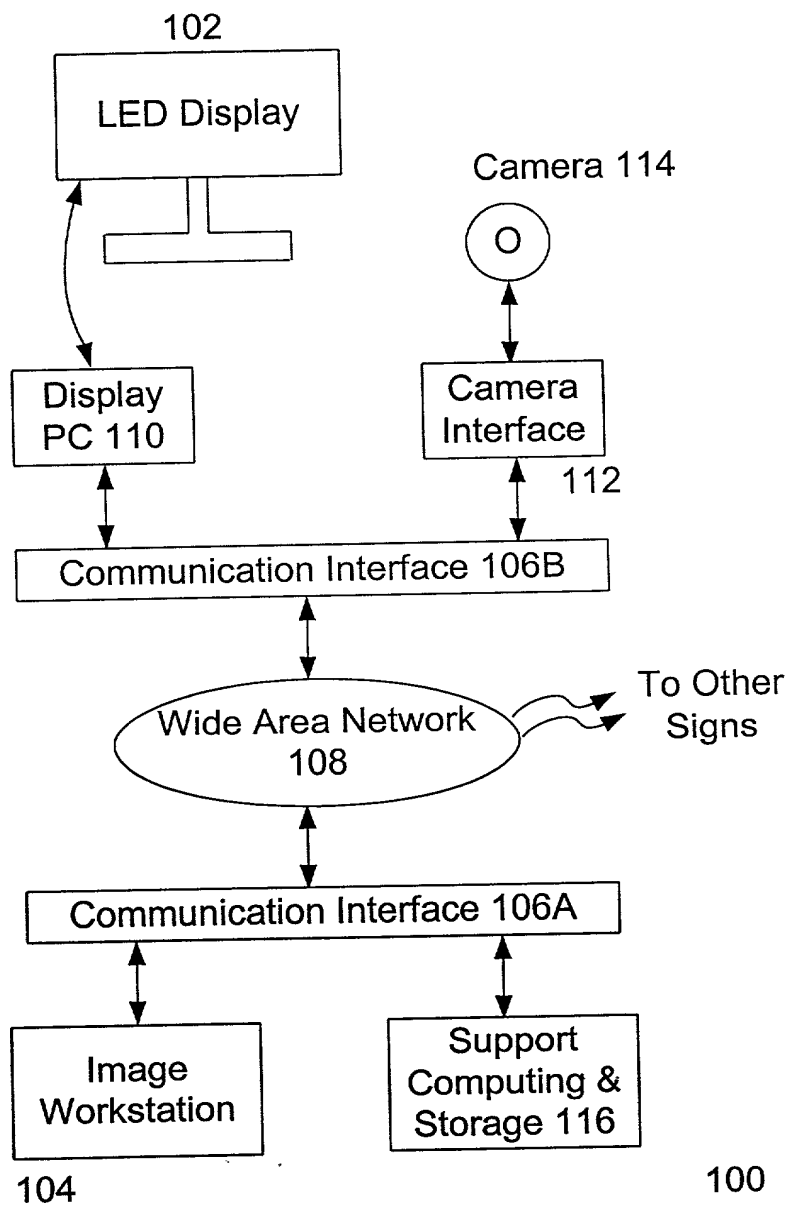 102
LED Display
Camera 114
O
Display
PC 110
Camera
Interface
112
Communication Interface 106B
Wide Area Network
108
To Other
Signs
Communication Interface 106A
Image
Workstation
Support
Computing &
Storage 116
104
100